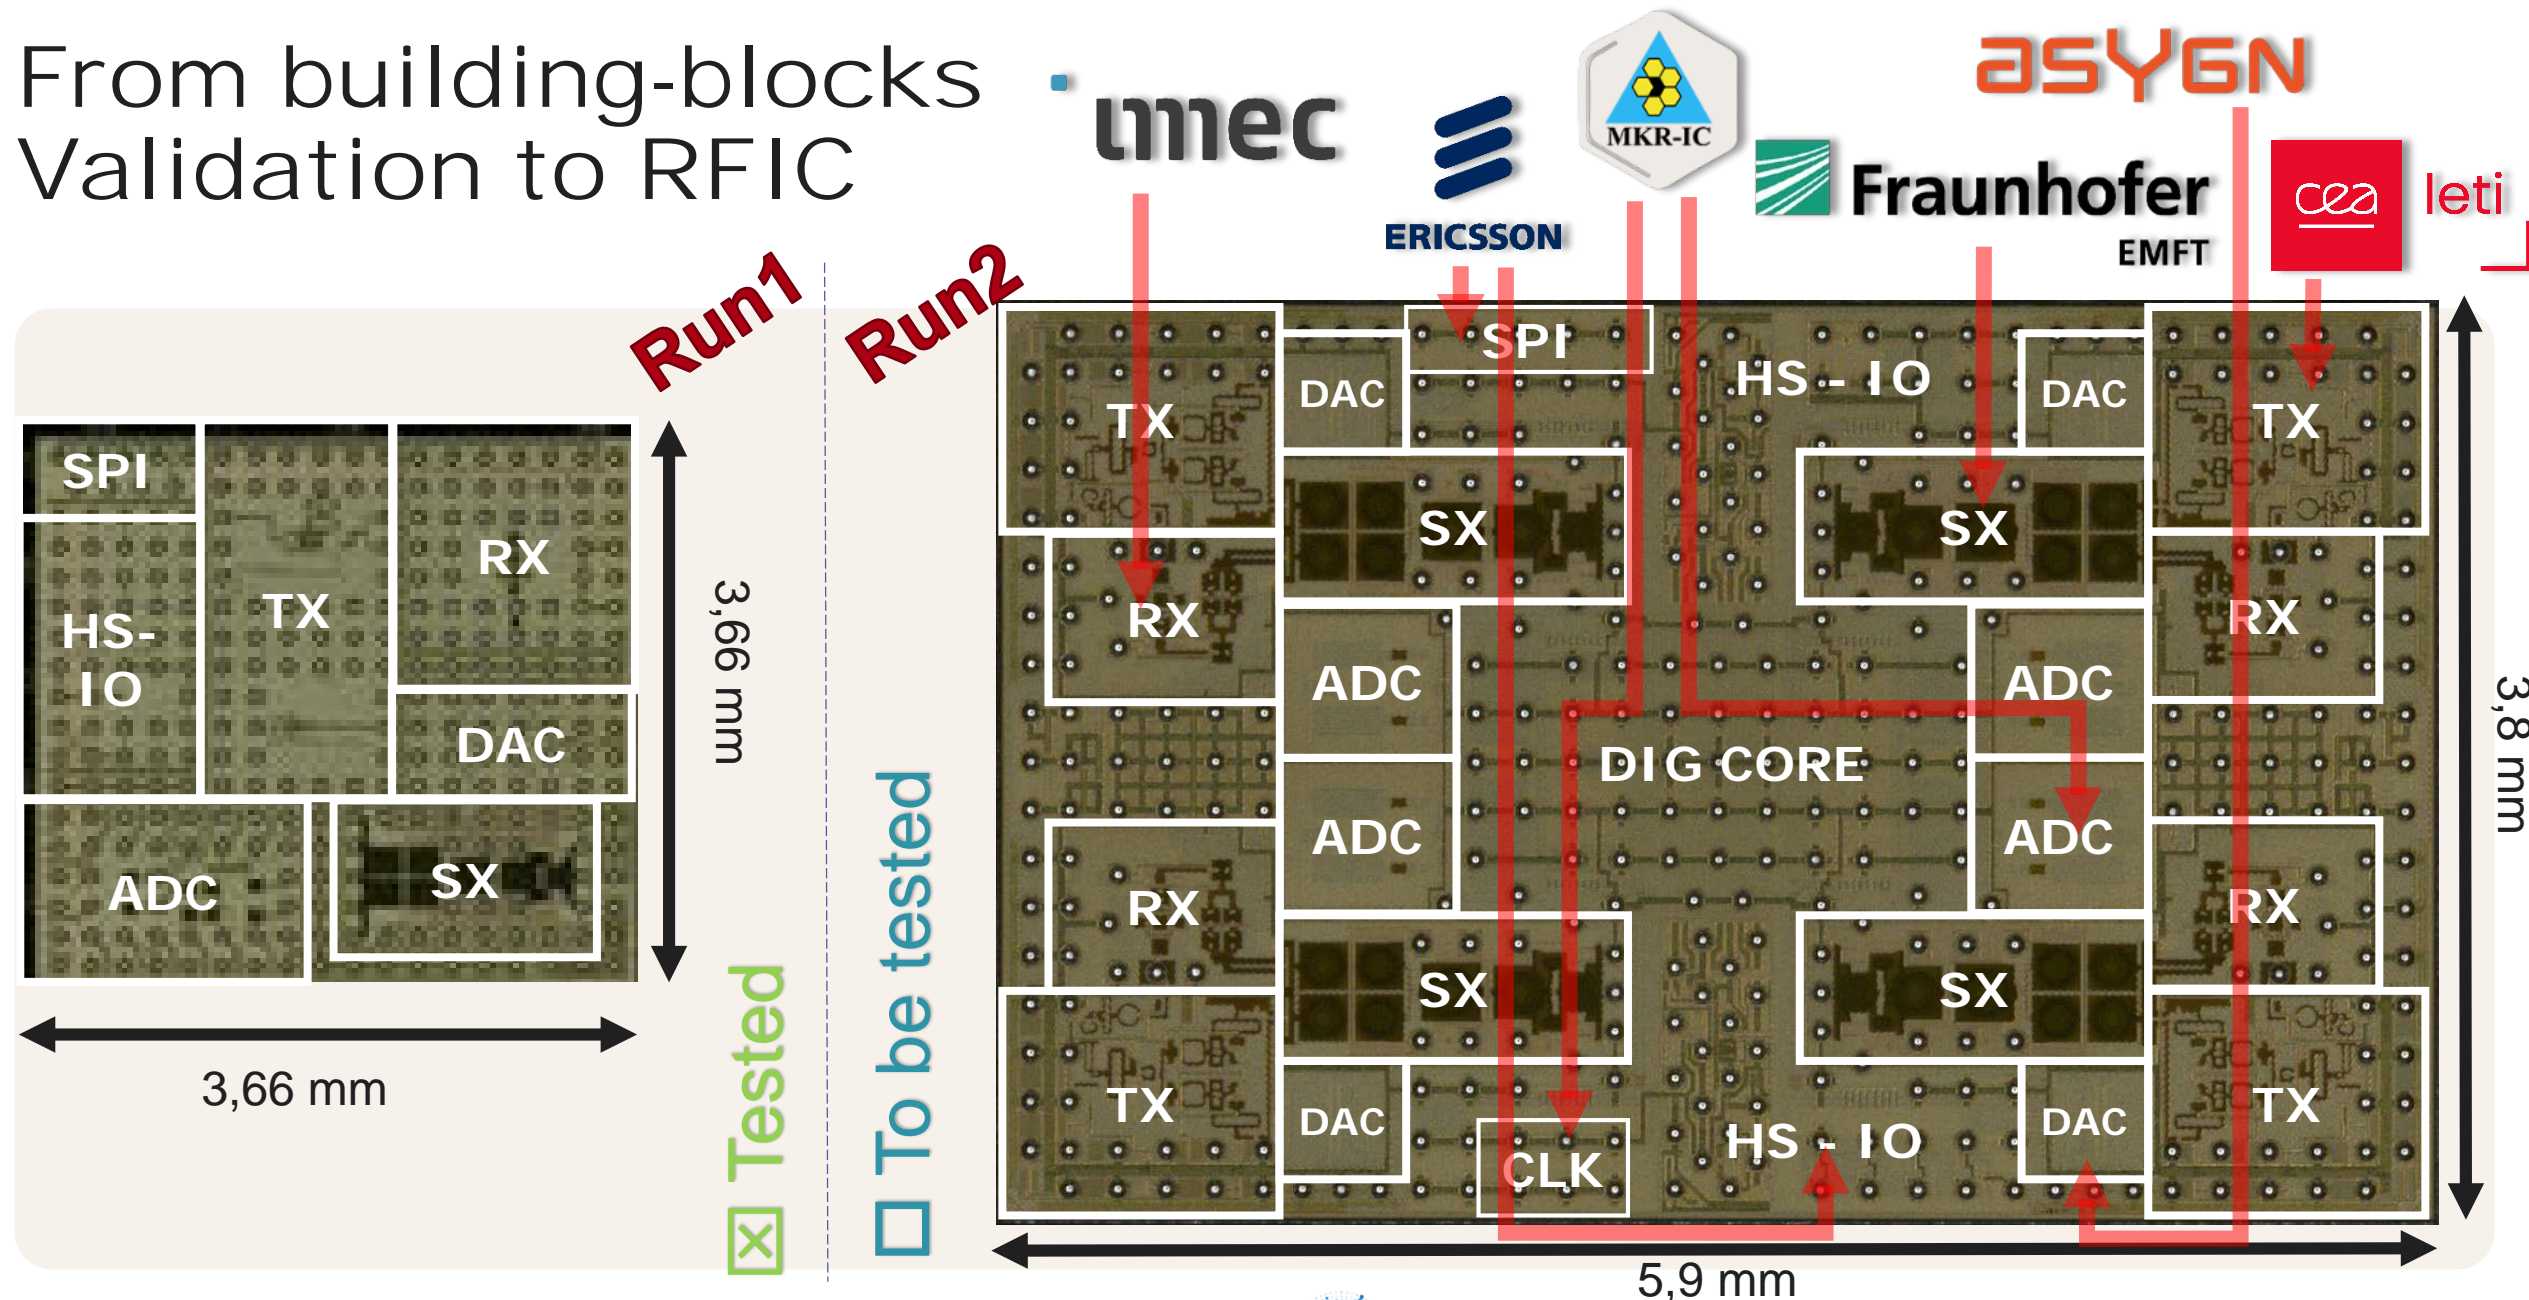 From building-blocks
Validation to RFIC
imec
ERICSSON
MKR-IC
asygn
Fraunhofer
EMFT
cea
leti
Run1
Run2
SPI
HS-
IO
TX
RX
DAC
ADC
SX
3,66 mm
3,66 mm
Tested
To be tested
TX
DAC
SPI
HS - IO
DAC
TX
SX
SX
RX
RX
ADC
ADC
DIG CORE
ADC
ADC
RX
RX
SX
SX
TX
DAC
CLK
HS - IO
DAC
TX
3,8 mm
5,9 mm